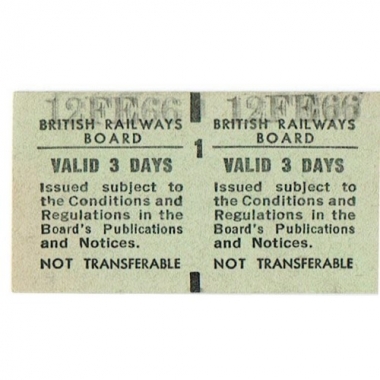 12FE66 12FE66
BRITISH RAILWAYS BRITISH RAILWAYS
BOARD 1 BOARD
VALID 3 DAYS VALID 3 DAYS
Issued subject to Issued subject to
the Conditions and the Conditions and
Regulations in the Regulations in the
Board's Publications Board's Publications
and Notices. and Notices.
NOT TRANSFERABLE NOT TRANSFERABLE